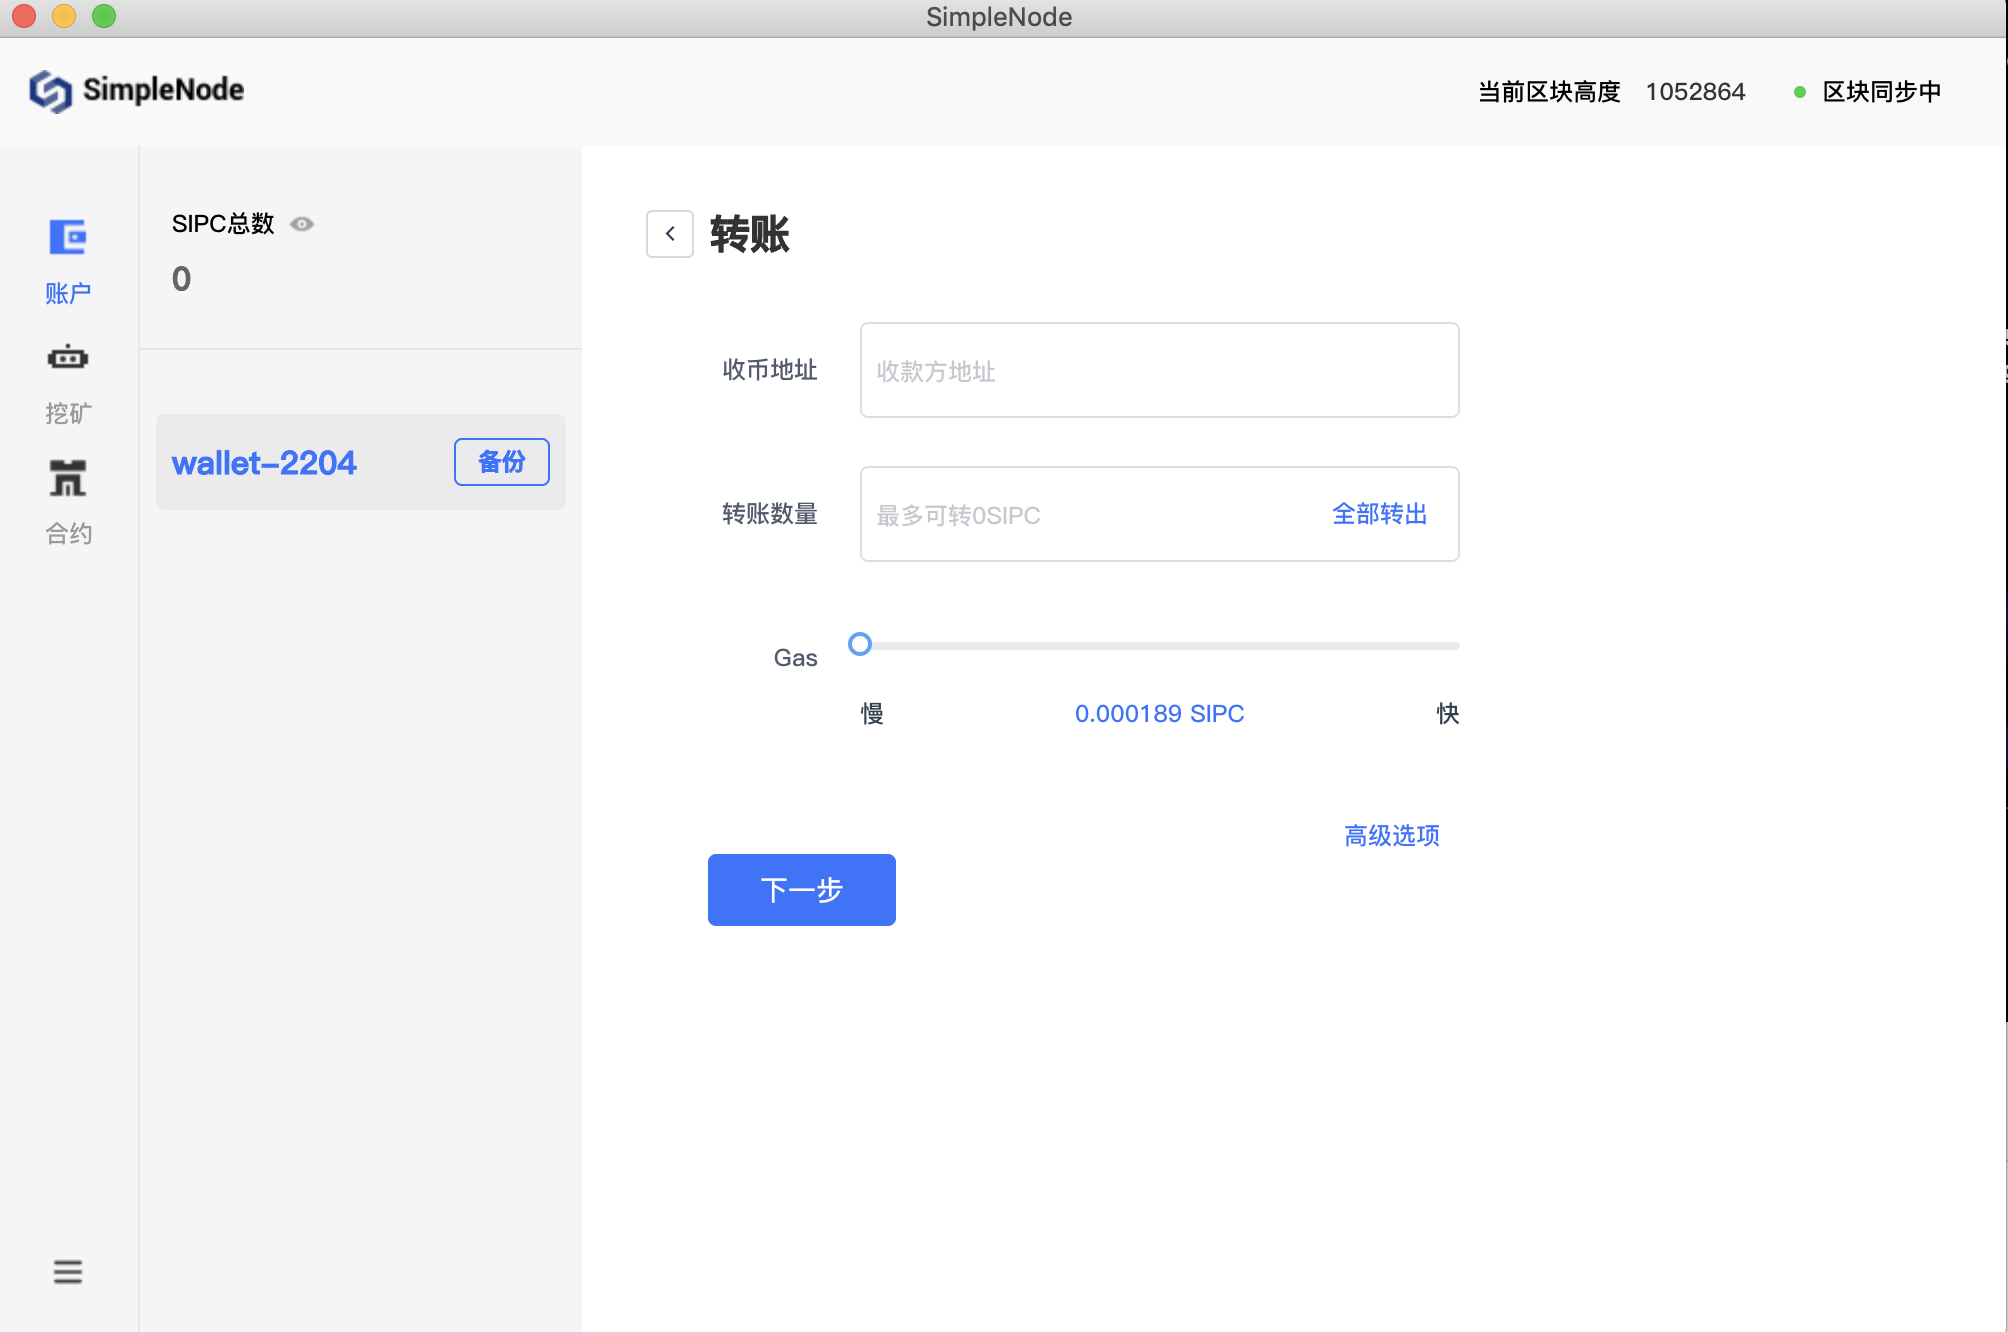 SimpleNode
SimpleNode
当前区块高度 1052864 区块同步中
账户
挖矿
合约
SIPC总数
0
wallet-2204 备份
转账
收币地址 收款方地址
转账数量 最多可转0SIPC 全部转出
Gas
慢 0.000189 SIPC 快
高级选项
下一步